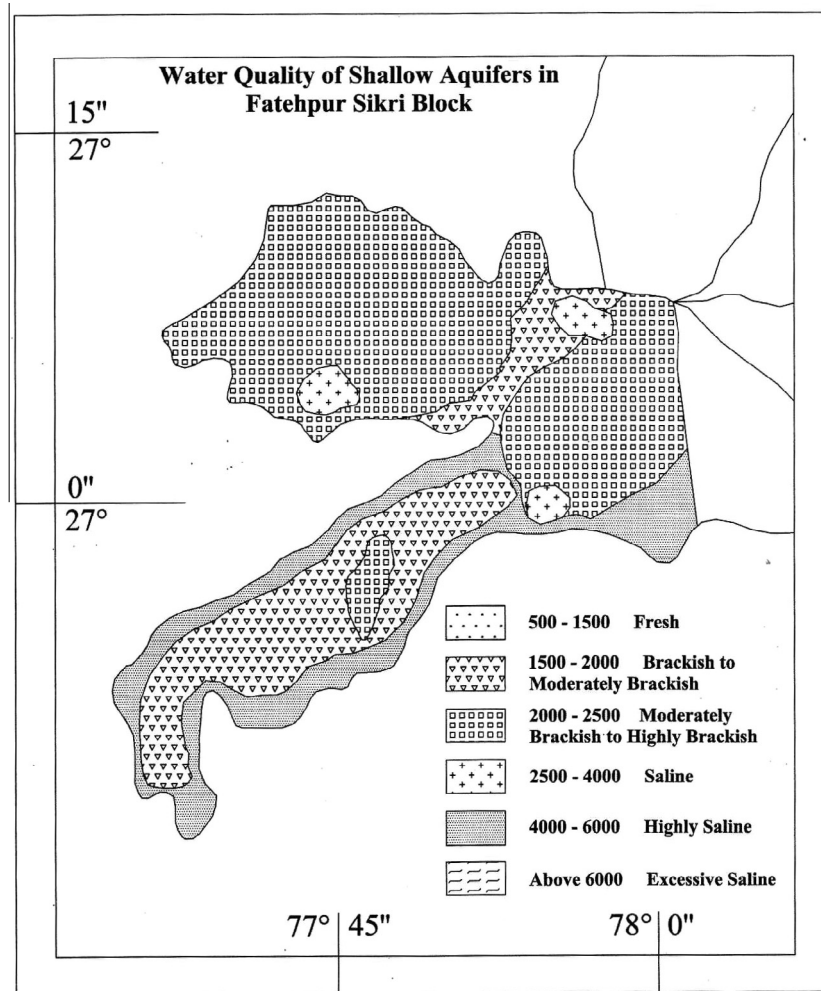 Water Quality of Shallow Aquifers in
Fatehpur Sikri Block
15"
27°
0"
27°
500 - 1500 Fresh
1500 - 2000 Brackish to
Moderately Brackish
2000 - 2500 Moderately
Brackish to Highly Brackish
2500 - 4000 Saline
4000 - 6000 Highly Saline
Above 6000 Excessive Saline
77° 45"
78° 0"